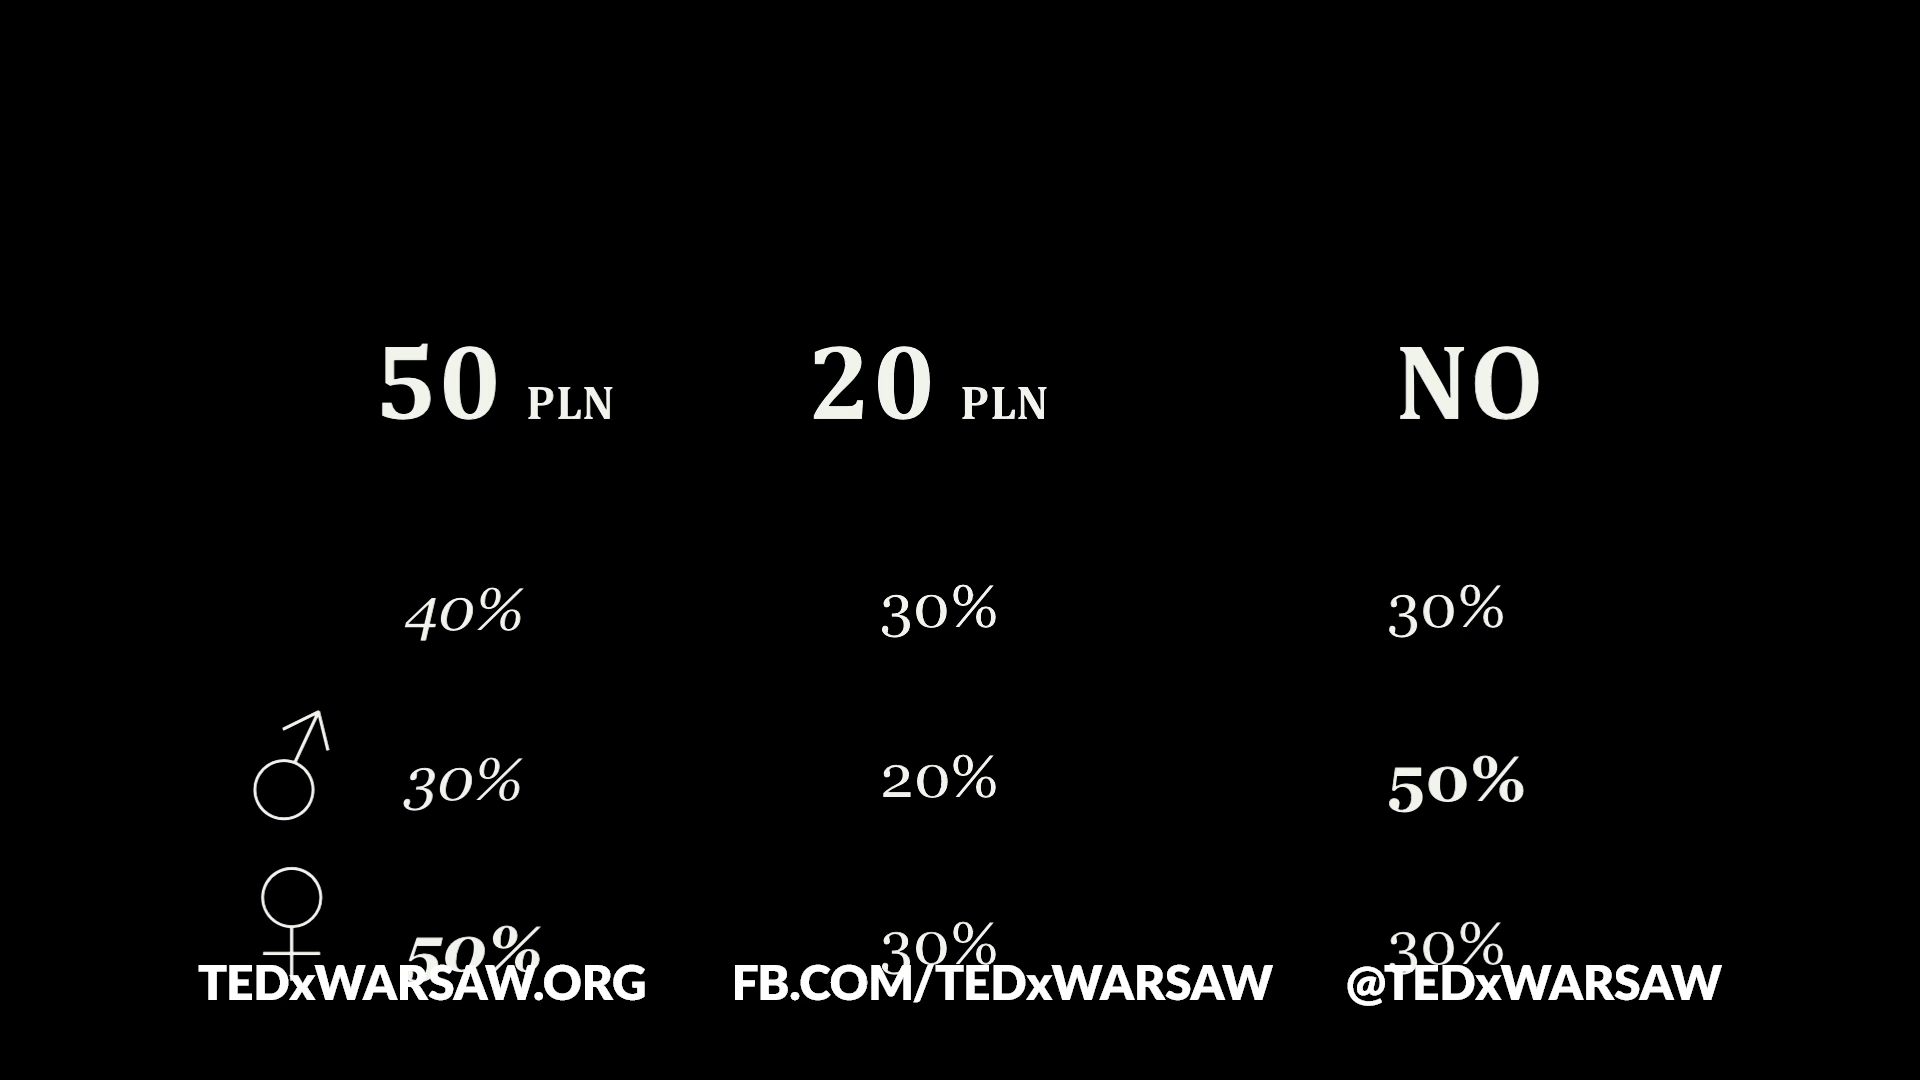 50 PLN 20 PLN NO
40% 30% 30%
30% 20% 50%
50% 30% 30%
TEDxWARSAW.ORG FB.COM/TEDxWARSAW @TEDxWARSAW